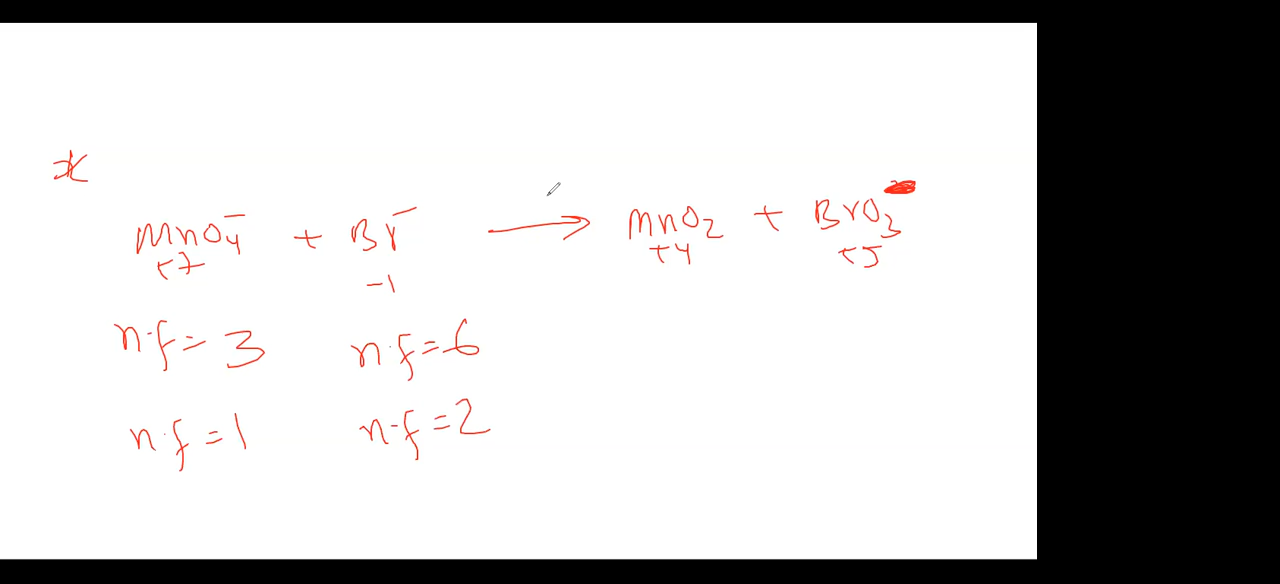 x
MnO4⁻ + Br⁻ → MnO2 + BrO3
+7 -1 +4 +5
n.f = 3 n.f = 6
n.f = 1 n.f = 2